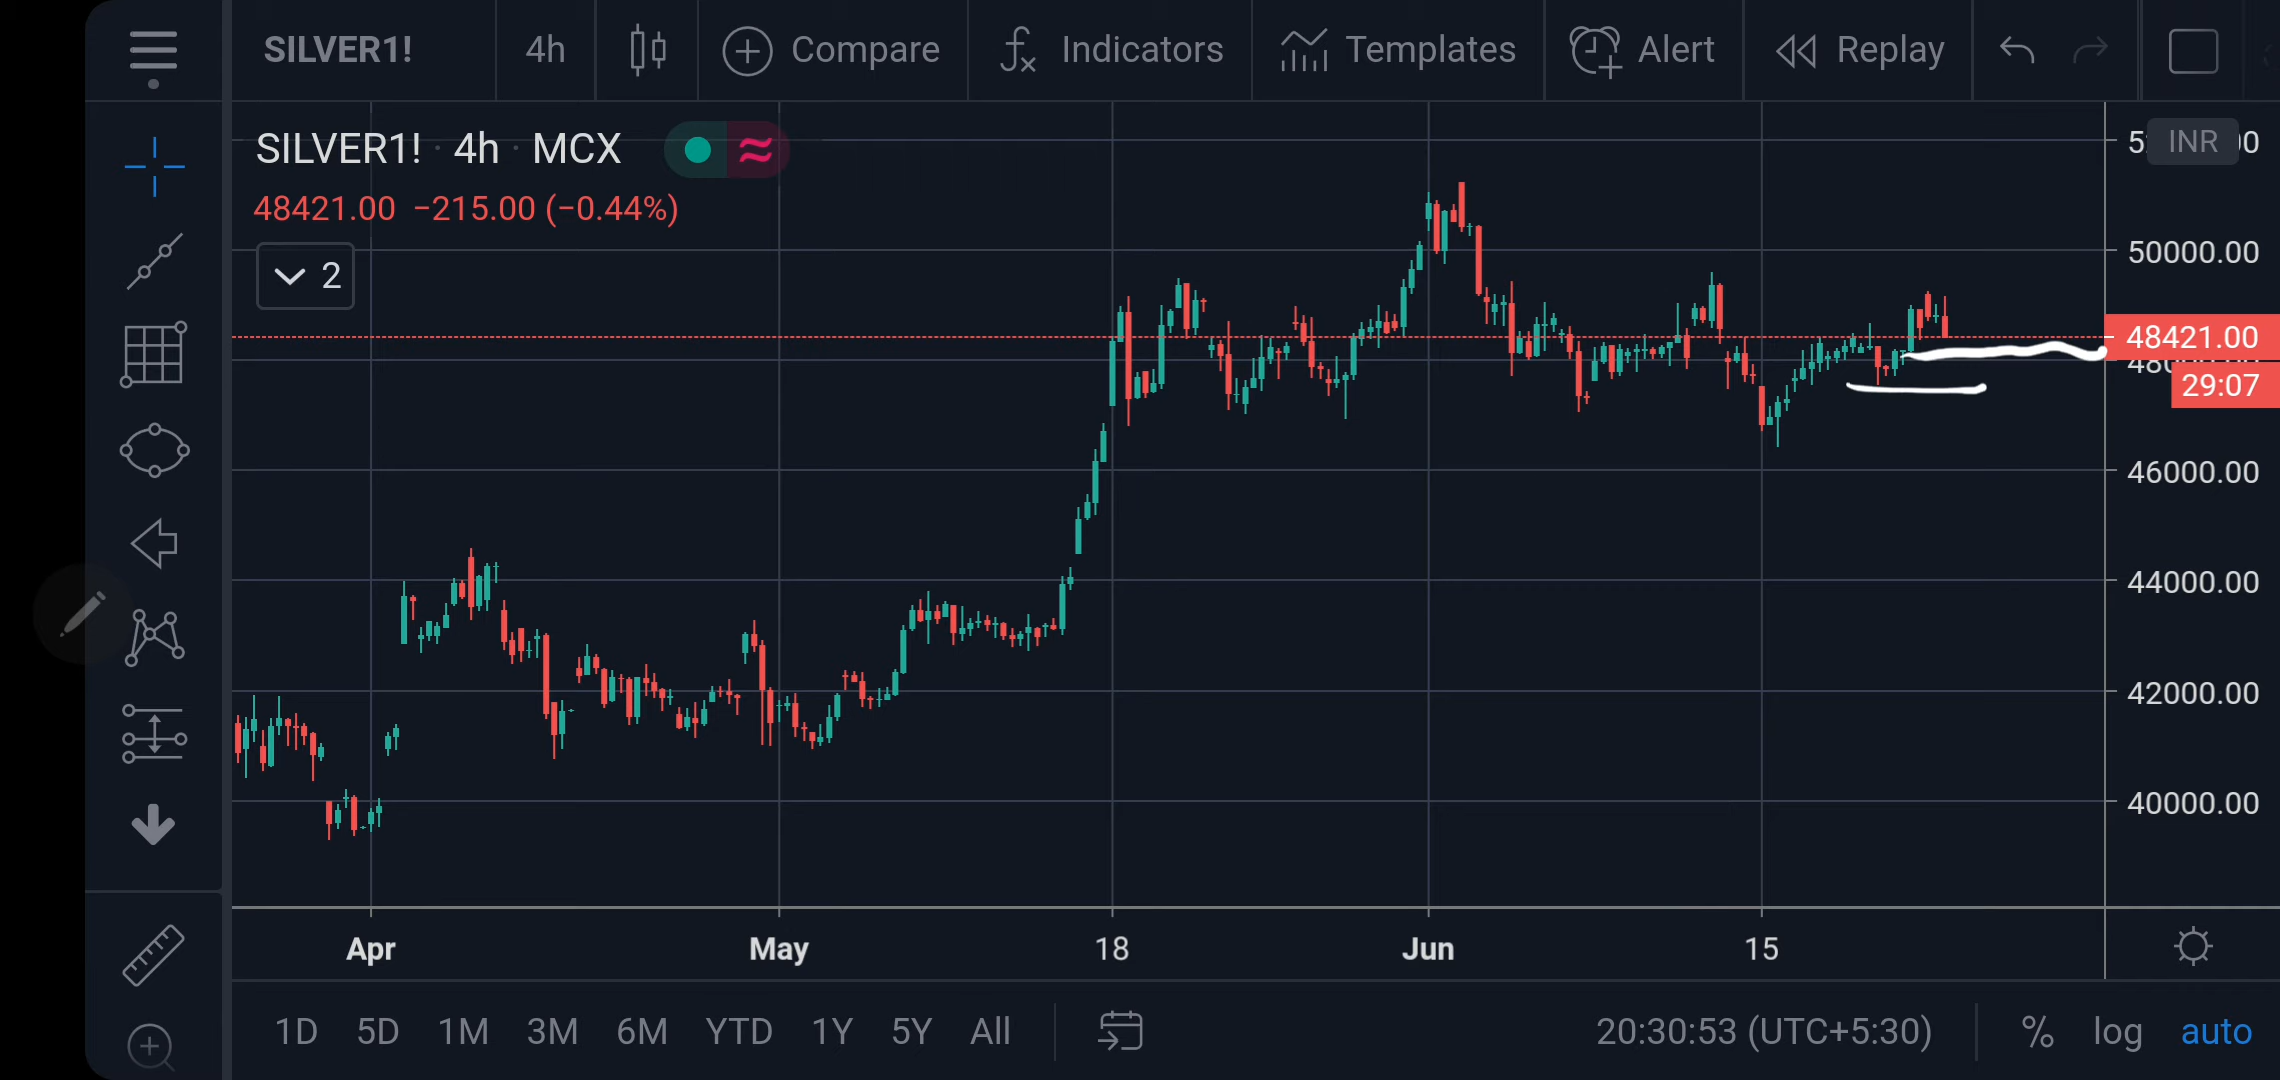 SILVER1! 4h Compare Indicators Templates Alert Replay
SILVER1! · 4h · MCX
INR
48421.00 −215.00 (−0.44%)
2
50000.00
48421.00
29:07
46000.00
44000.00
42000.00
40000.00
Apr May 18 Jun 15
1D 5D 1M 3M 6M YTD 1Y 5Y All 20:30:53 (UTC+5:30) % log auto